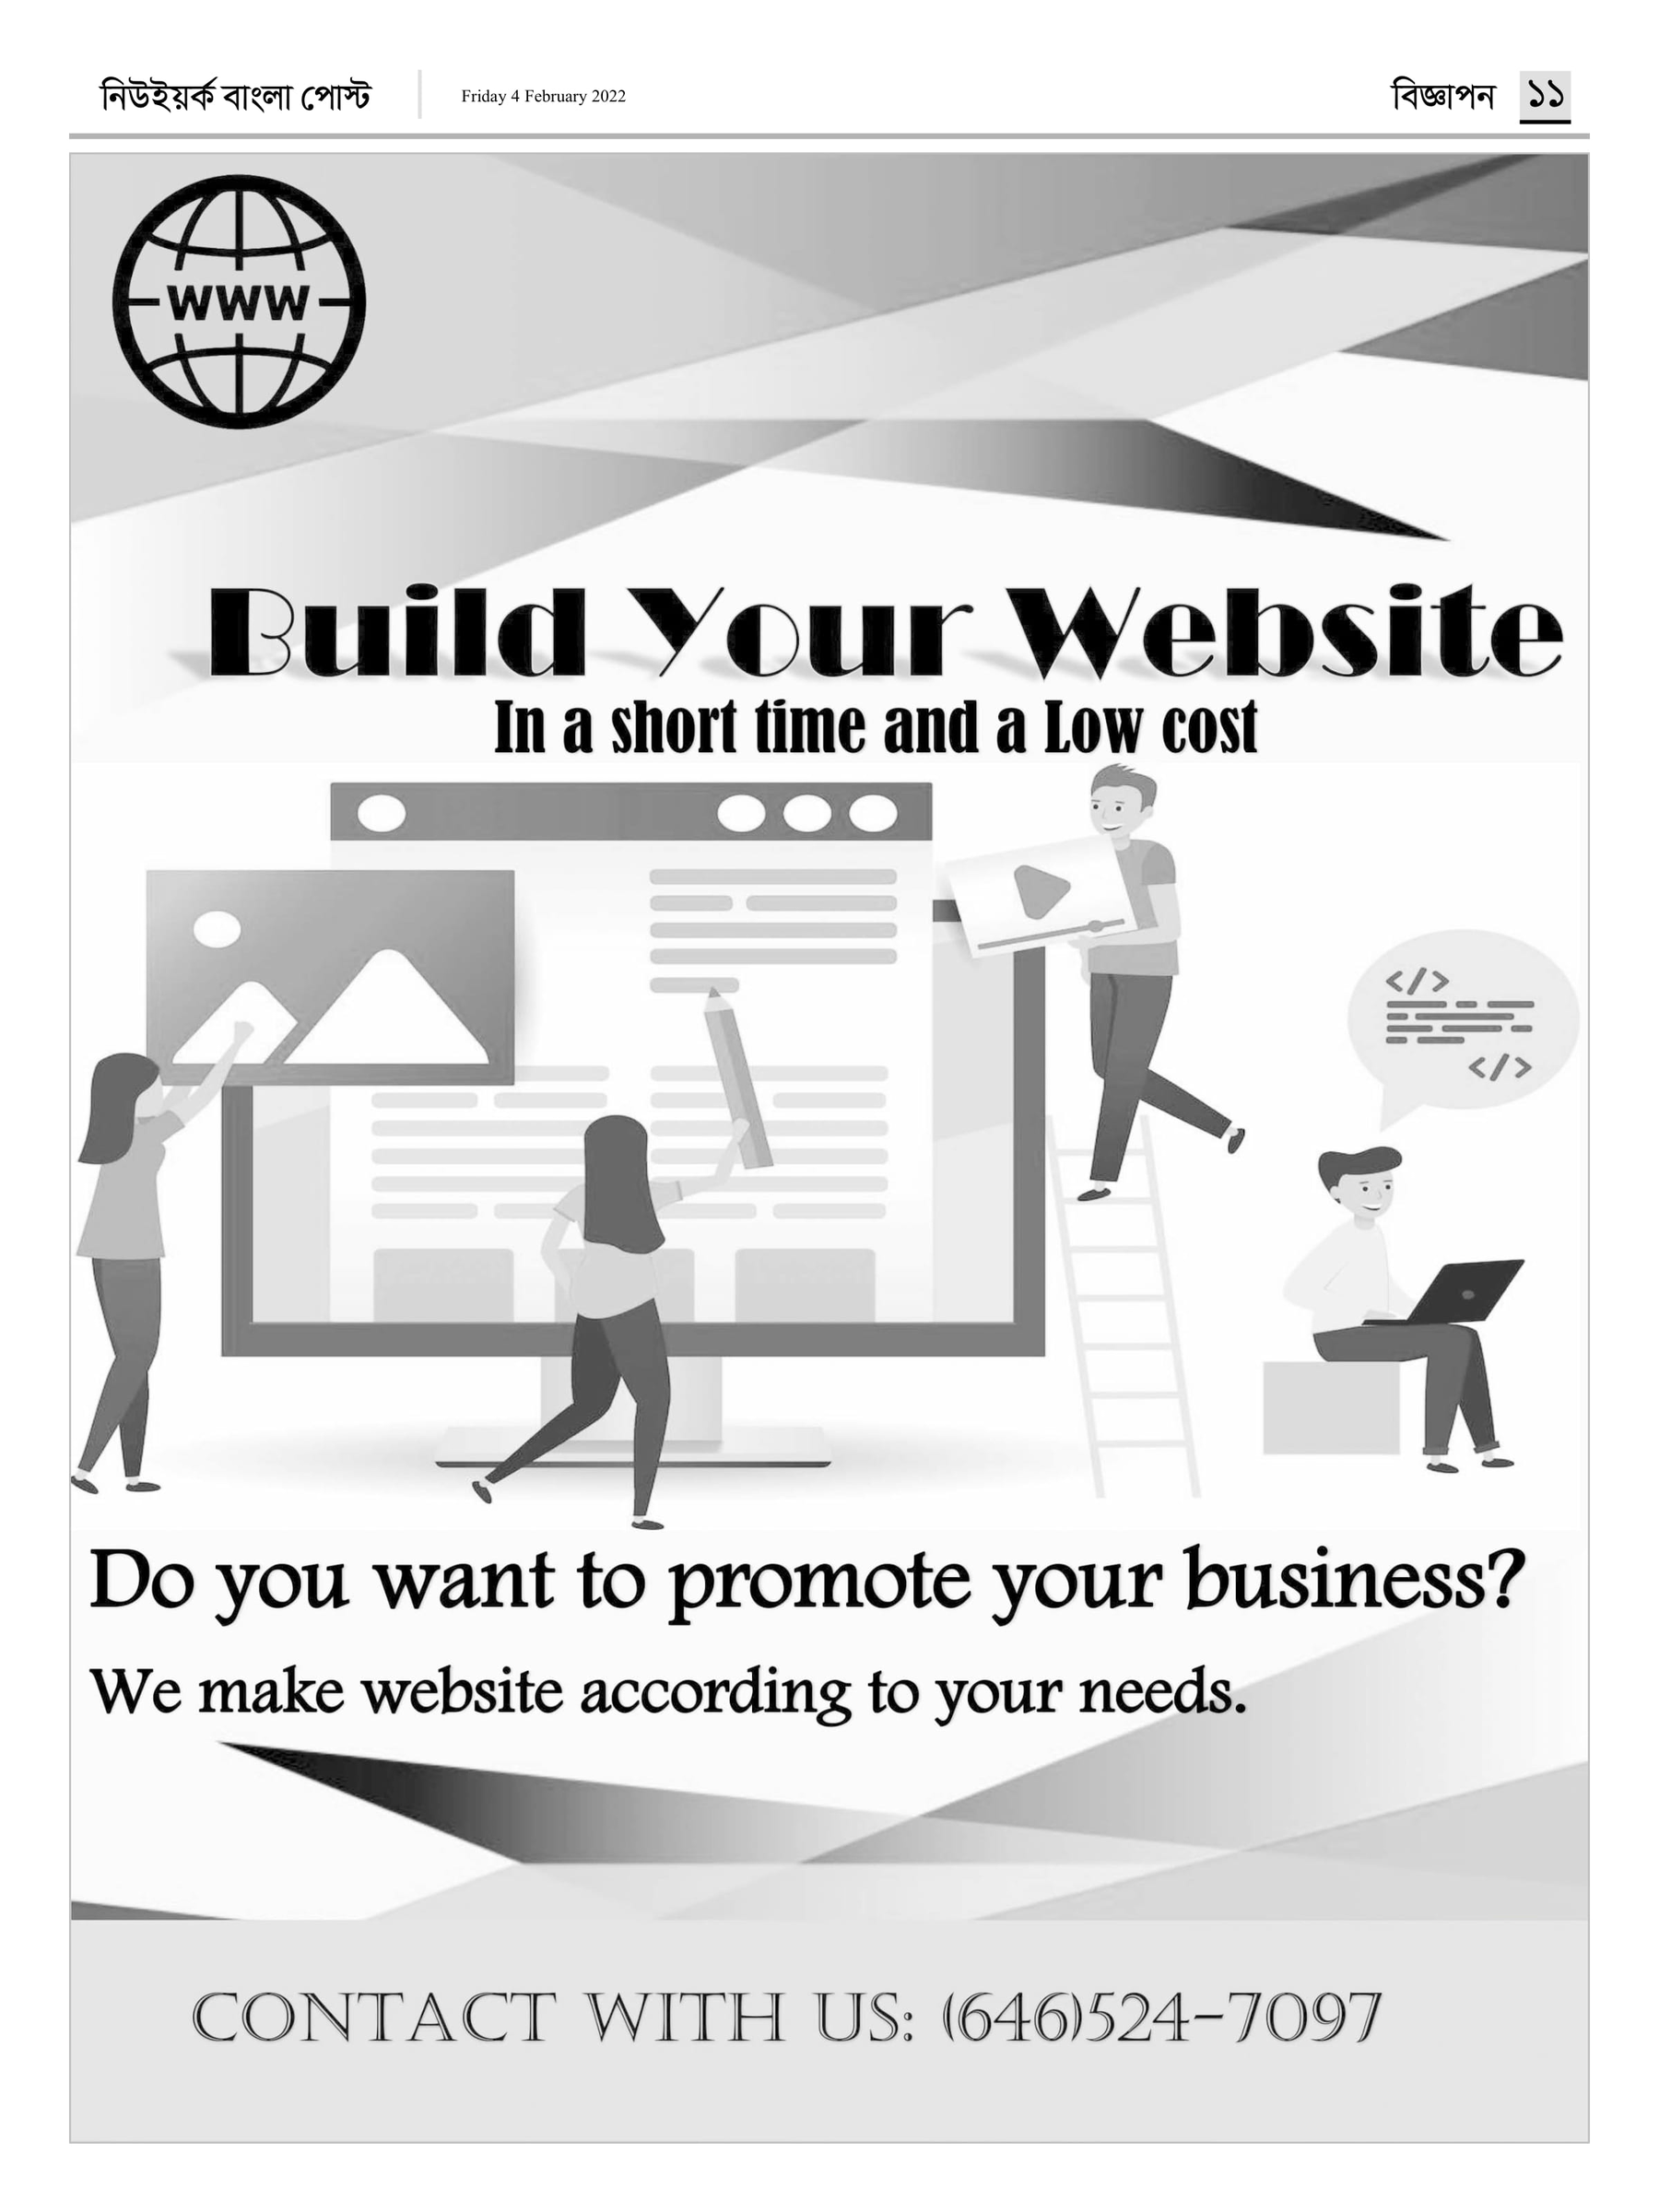 নিউইয়র্ক বাংলা পোস্ট
Friday 4 February 2022
বিজ্ঞাপন ১১
WWW
Build Your Website
In a short time and a Low cost
</>
</>
Do you want to promote your business?
We make website according to your needs.
CONTACT WITH US: (646)524-7097